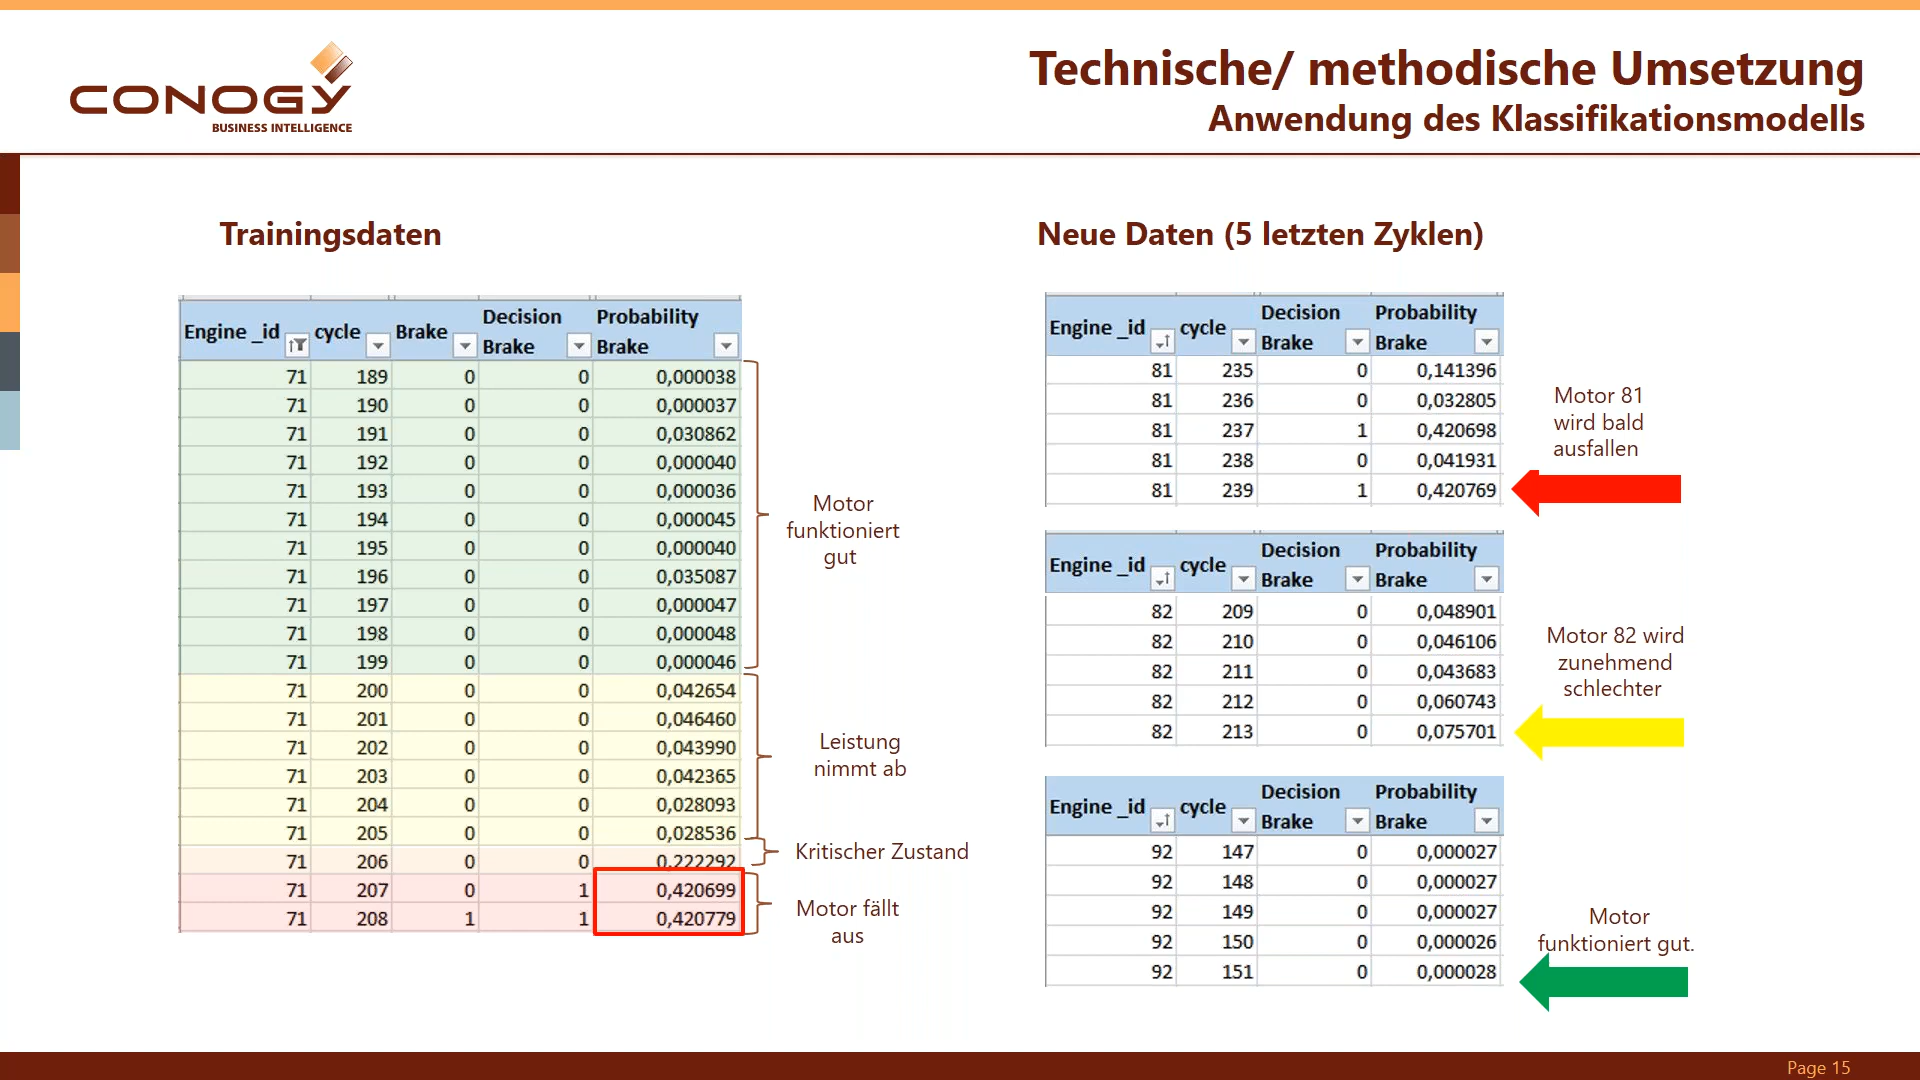 CONOGY
BUSINESS INTELLIGENCE
Technische/ methodische Umsetzung
Anwendung des Klassifikationsmodells
Trainingsdaten
Engine _id cycle Brake Decision Brake Probability Brake
71 189 0 0 0,000038
71 190 0 0 0,000037
71 191 0 0 0,030862
71 192 0 0 0,000040
71 193 0 0 0,000036
71 194 0 0 0,000045
71 195 0 0 0,000040
71 196 0 0 0,035087
71 197 0 0 0,000047
71 198 0 0 0,000048
71 199 0 0 0,000046
71 200 0 0 0,042654
71 201 0 0 0,046460
71 202 0 0 0,043990
71 203 0 0 0,042365
71 204 0 0 0,028093
71 205 0 0 0,028536
71 206 0 0 0,222292
71 207 0 1 0,420699
71 208 1 1 0,420779
Motor
funktioniert
gut
Leistung
nimmt ab
Kritischer Zustand
Motor fällt
aus
Neue Daten (5 letzten Zyklen)
Engine _id cycle Decision Brake Probability Brake
81 235 0 0,141396
81 236 0 0,032805
81 237 1 0,420698
81 238 0 0,041931
81 239 1 0,420769
Motor 81
wird bald
ausfallen
Engine _id cycle Decision Brake Probability Brake
82 209 0 0,048901
82 210 0 0,046106
82 211 0 0,043683
82 212 0 0,060743
82 213 0 0,075701
Motor 82 wird
zunehmend
schlechter
Engine _id cycle Decision Brake Probability Brake
92 147 0 0,000027
92 148 0 0,000027
92 149 0 0,000027
92 150 0 0,000026
92 151 0 0,000028
Motor
funktioniert gut.
Page 15